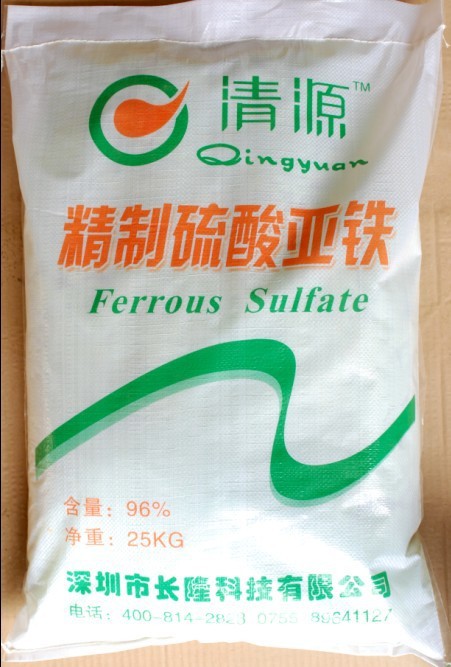 清源™
Qingyuan
精制硫酸亚铁
Ferrous Sulfate
含量：96%
净重：25KG
深圳市长隆科技有限公司
电话：400-814-2823 0755